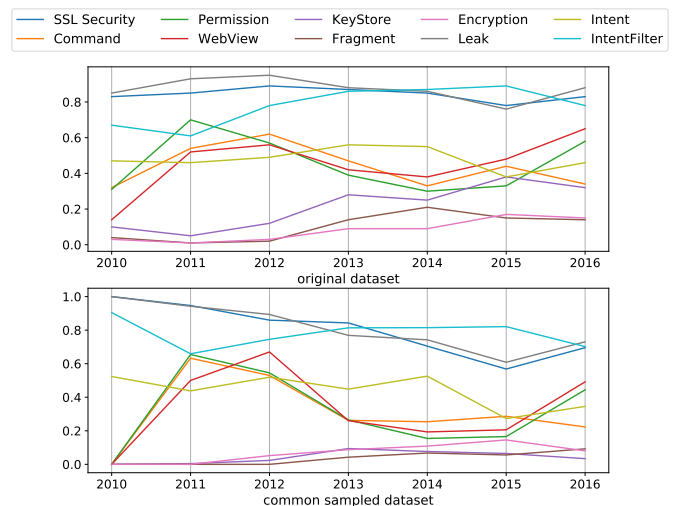 SSL Security Permission KeyStore Encryption Intent
Command WebView Fragment Leak IntentFilter
0.8
0.6
0.4
0.2
0.0
2010 2011 2012 2013 2014 2015 2016
original dataset
1.0
0.8
0.6
0.4
0.2
0.0
2010 2011 2012 2013 2014 2015 2016
common sampled dataset